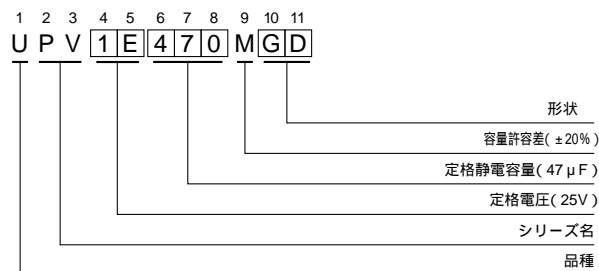 1 2 3 4 5 6 7 8 9 10 11
U P V 1 E 4 7 0 M G D
形状
容量許容差(±20%)
定格静電容量(47μF)
定格電圧(25V)
シリーズ名
品種